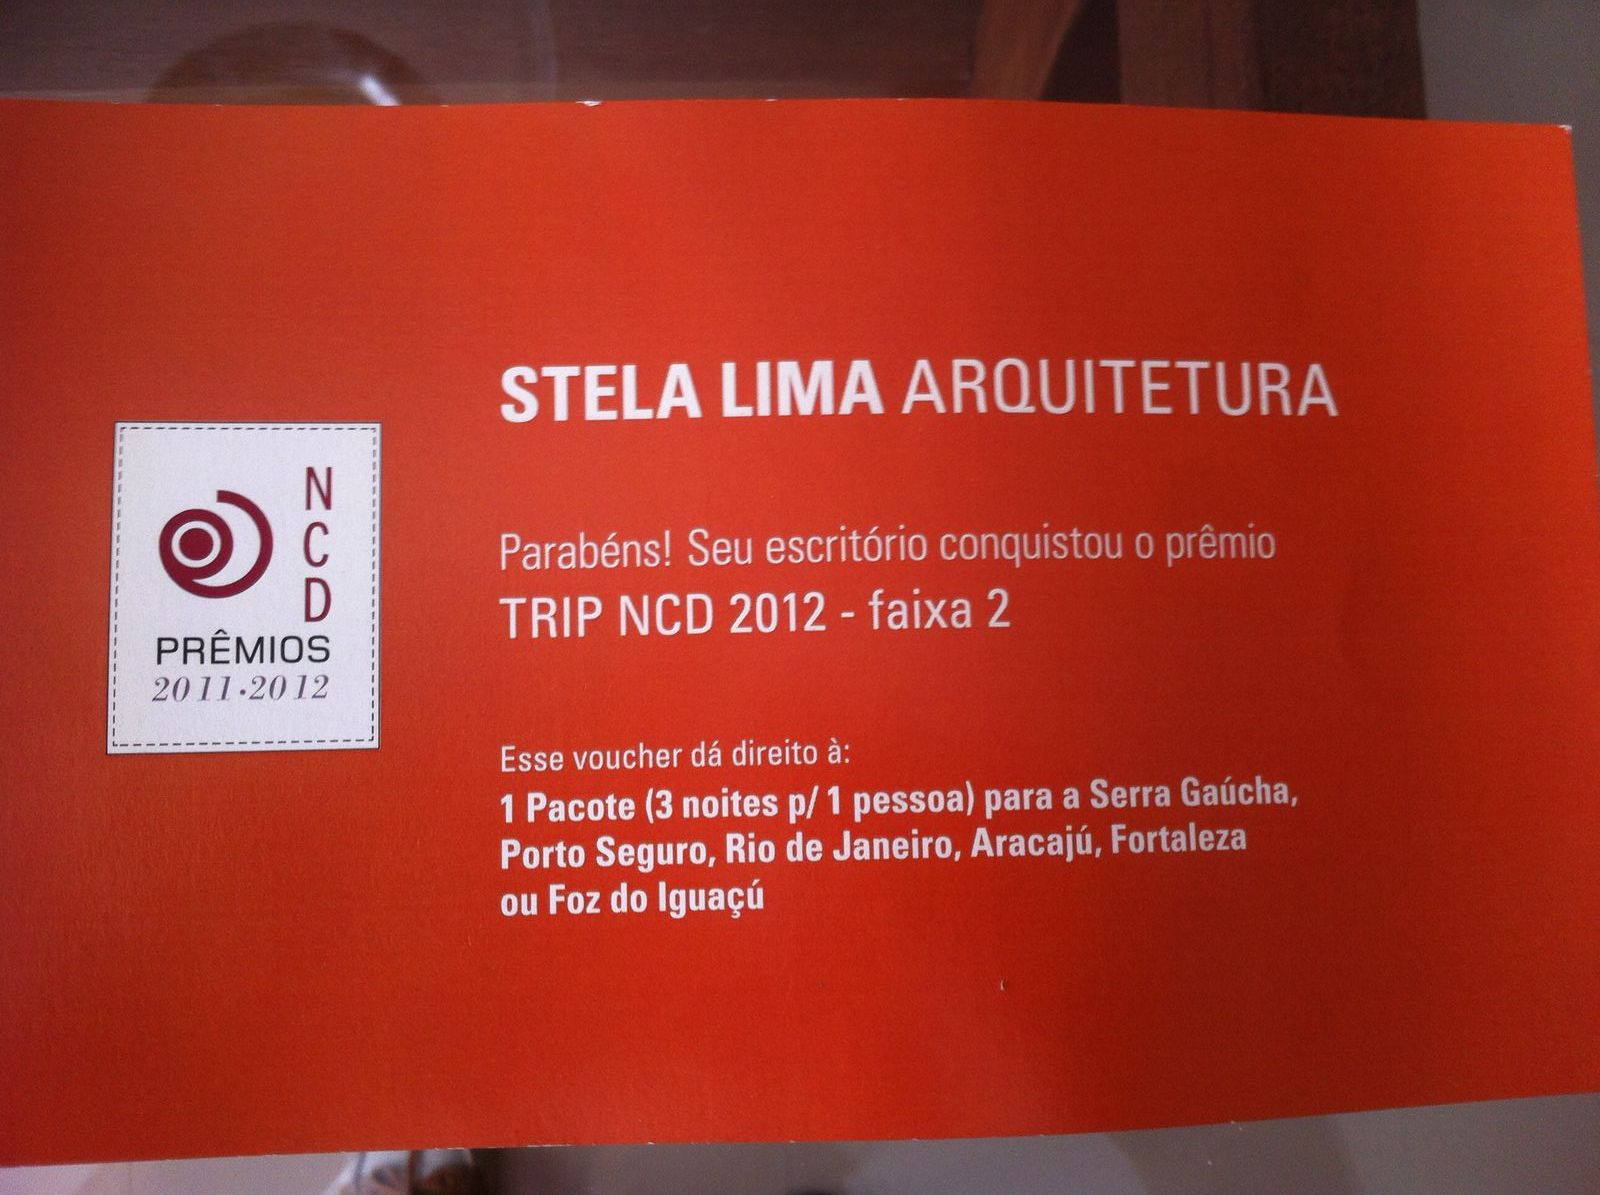 STELA LIMA ARQUITETURA
N
C
D
PRÊMIOS
2011·2012
Parabéns! Seu escritório conquistou o prêmio
TRIP NCD 2012 - faixa 2
Esse voucher dá direito à:
1 Pacote (3 noites p/ 1 pessoa) para a Serra Gaúcha,
Porto Seguro, Rio de Janeiro, Aracajú, Fortaleza
ou Foz do Iguaçú